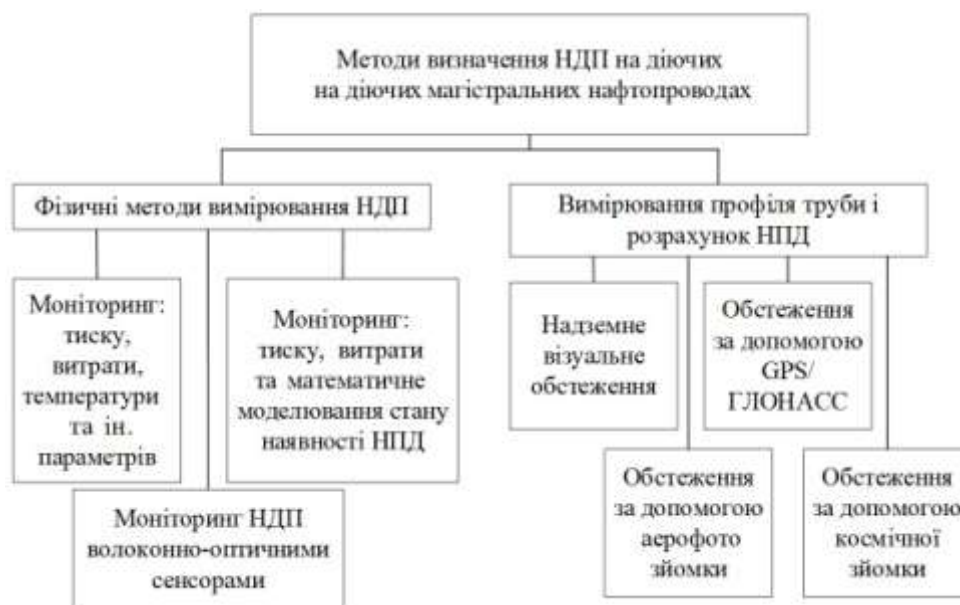 Методи визначення НДП на діючих
на діючих магістральних нафтопроводах
Фізичні методи вимірювання НДП
Вимірювання профіля труби і
розрахунок НПД
Моніторинг:
тиску,
витрати,
температури
та ін.
параметрів
Моніторинг:
тиску, витрати
та математичне
моделювання стану
наявності НПД
Надземне
візуальне
обстеження
Обстеження
за допомогою
GPS/
ГЛОНАСС
Моніторинг НДП
волоконно-оптичними
сенсорами
Обстеження
за допомогою
аерофото
зйомки
Обстеження
за допомогою
космічної
зйомки